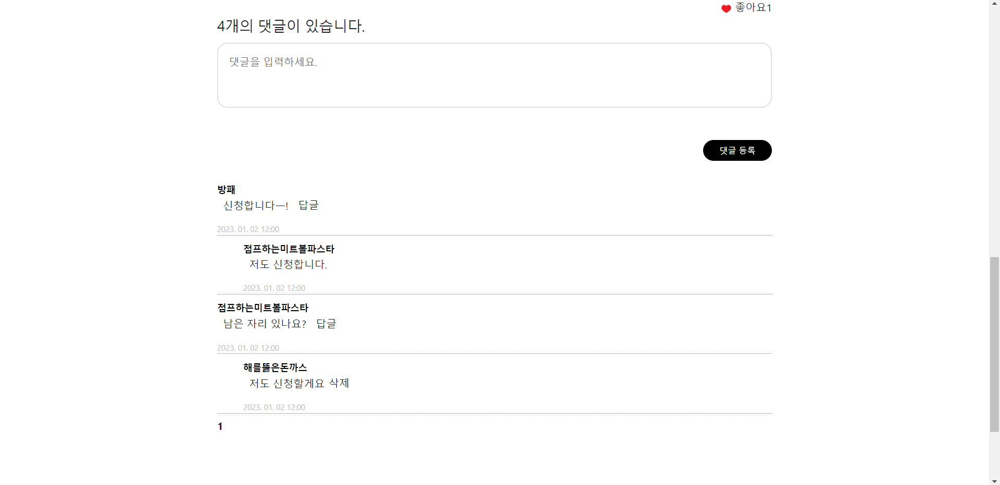 좋아요1
4개의 댓글이 있습니다.
댓글을 입력하세요.
댓글 등록
방패
신청합니다—! 답글
2023. 01. 02 12:00
점프하는미트볼파스타
저도 신청합니다.
2023. 01. 02 12:00
점프하는미트볼파스타
남은 자리 있나요? 답글
2023. 01. 02 12:00
해를뚫은돈까스
저도 신청할게요 삭제
2023. 01. 02 12:00
1